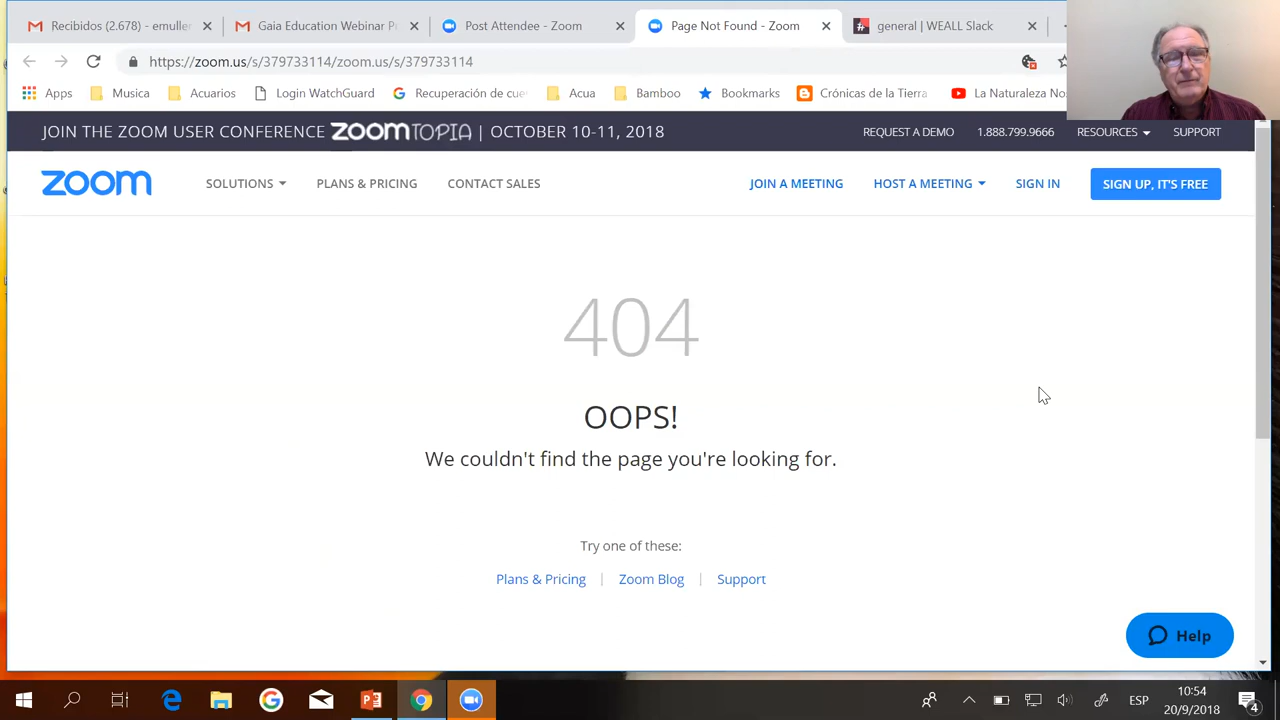 Recibidos (2.678) - emuller
Gaia Education Webinar P
Post Attendee - Zoom
Page Not Found - Zoom
general | WEALL Slack
https://zoom.us/s/379733114/zoom.us/s/379733114
Apps
Musica
Acuarios
Login WatchGuard
Recuperación de cue
Acua
Bamboo
Bookmarks
Crónicas de la Tierra
La Naturaleza No
JOIN THE ZOOM USER CONFERENCE ZOOMTOPIA | OCTOBER 10-11, 2018
REQUEST A DEMO
1.888.799.9666
RESOURCES
SUPPORT
zoom
SOLUTIONS
PLANS & PRICING
CONTACT SALES
JOIN A MEETING
HOST A MEETING
SIGN IN
SIGN UP, IT'S FREE
404
OOPS!
We couldn't find the page you're looking for.
Try one of these:
Plans & Pricing | Zoom Blog | Support
Help
ESP
10:54
20/9/2018
4